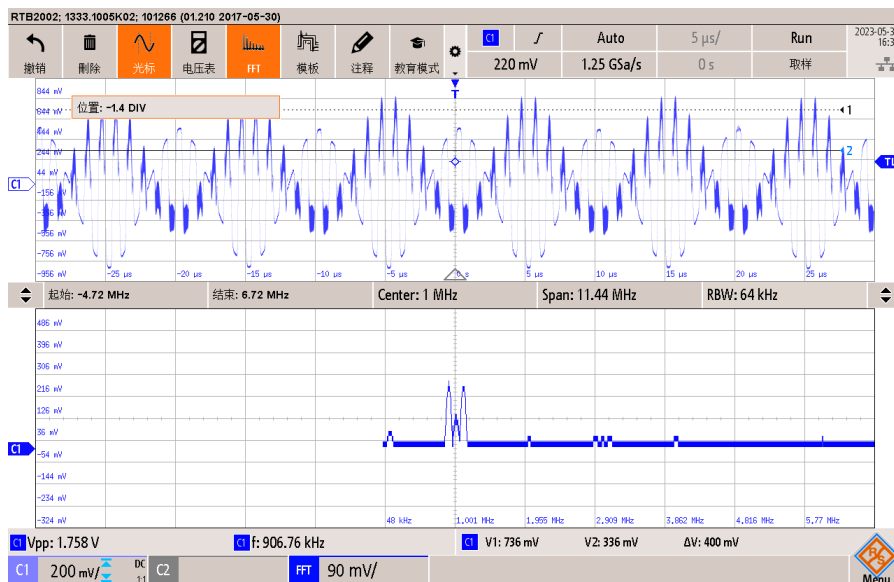 RTB2002; 1333.1005K02; 101266 (01.210 2017-05-30)
撤销 删除 光标 电压表 FFT 模板 注释 教育模式
C1 Auto 5 µs/ Run
220 mV 1.25 GSa/s 0 s 取样
2023-05-3
16:3
844 mV
位置: -1.4 DIV
T
644 mV
1
444 mV
244 mV
2
44 mV
TL
C1
-156 mV
-356 mV
-756 mV
-956 mV -25 µs -20 µs -15 µs -10 µs -5 µs 0 s 5 µs 10 µs 15 µs 20 µs 25 µs
起始: -4.72 MHz 结束: 6.72 MHz Center: 1 MHz Span: 11.44 MHz RBW: 64 kHz
486 mV
396 mV
306 mV
216 mV
126 mV
36 mV
C1
-54 mV
-144 mV
-234 mV
-324 mV 48 kHz 1.001 MHz 1.955 MHz 2.909 MHz 3.862 MHz 4.816 MHz 5.77 MHz
C1 Vpp: 1.758 V C1 f: 906.76 kHz C1 V1: 736 mV V2: 336 mV ΔV: 400 mV
C1 200 mV/ DC 1:1 C2 FFT 90 mV/ R&S Menu